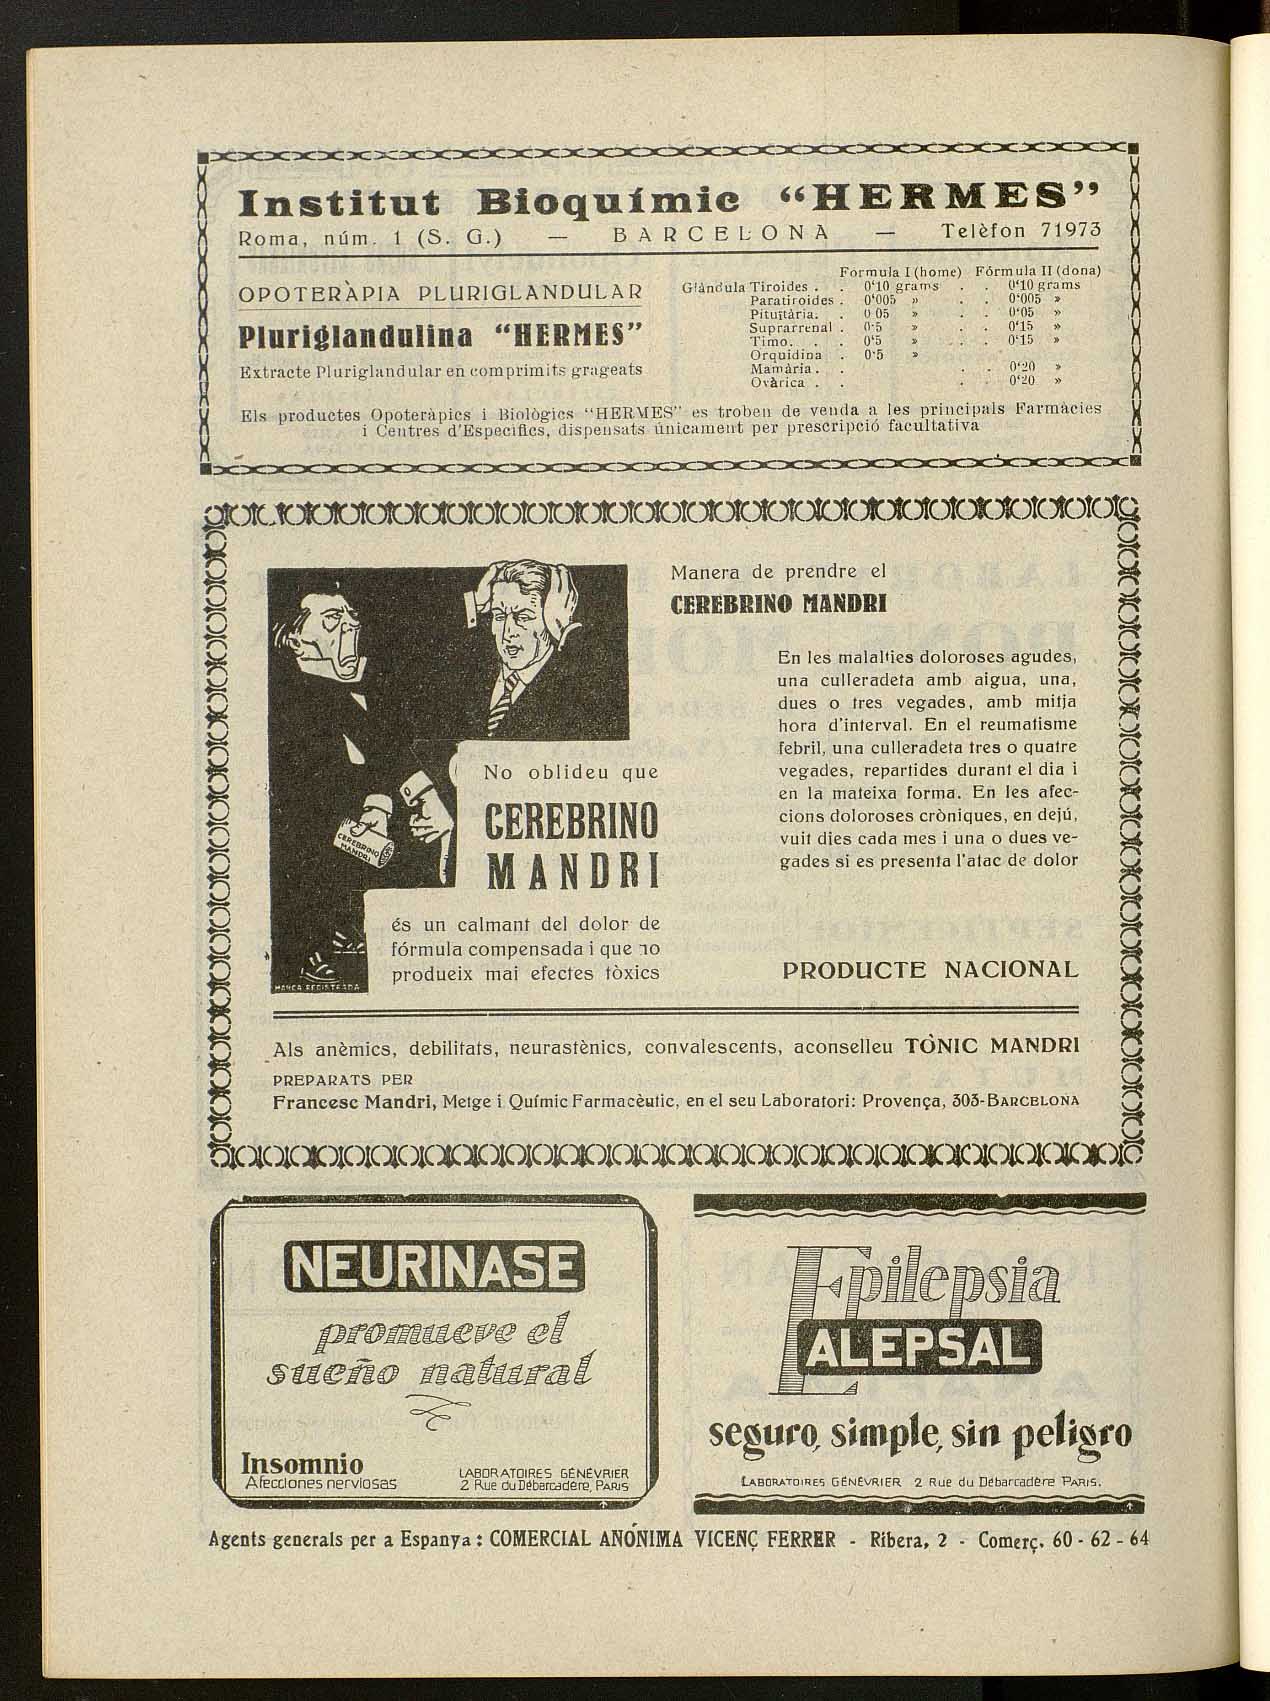 Institut Bioquímic “HERMES”
Roma, núm. 1 (S. G.) — BARCELONA — Telèfon 71973
OPOTERÀPIA PLURIGLANDULAR
Pluriglandulina “HERMES”
Extracte Pluriglandular en comprimits grageats
Formula I (home) Fórmula II (dona)
Glàndula Tiroides . . 0‘10 grams . . 0‘10 grams
Paratiroides . 0‘005 » . . 0‘005 »
Pituïtària. . 0 05 » . . 0‘05 »
Suprarrenal . 0·5 » . . 0‘15 »
Timo. . . 0‘5 » . . . 0‘15 »
Orquidina . 0·5 »
Mamària . . . . 0‘20 »
Ovàrica . . . . 0‘20 »
Els productes Opoteràpics i Biològics “HERMES” es troben de venda a les principals Farmàcies
i Centres d'Específics, dispensats únicament per prescripció facultativa
CEREBRINO
MANDRI
MARCA REGISTRADA
No oblideu que
CEREBRINO
MANDRI
és un calmant del dolor de
fórmula compensada i que no
produeix mai efectes tòxics
Manera de prendre el
CEREBRINO MANDRI
En les malalties doloroses agudes,
una culleradeta amb aigua, una,
dues o tres vegades, amb mitja
hora d'interval. En el reumatisme
febril, una culleradeta tres o quatre
vegades, repartides durant el dia i
en la mateixa forma. En les afec-
cions doloroses cròniques, en dejú,
vuit dies cada mes i una o dues ve-
gades si es presenta l'atac de dolor
PRODUCTE NACIONAL
Als anèmics, debilitats, neurastènics, convalescents, aconselleu TÒNIC MANDRI
PREPARATS PER
Francesc Mandri, Metge i Químic Farmacèutic, en el seu Laboratori: Provença, 303-BARCELONA
NEURINASE
promueve el
sueño natural
Insomnio
Afecciones nerviosas
LABORATOIRES GÉNÉVRIER
2 Rue du Débarcadère, PARIS
Epilepsia
ALEPSAL
seguro, simple, sin peligro
LABORATOIRES GÉNÉVRIER 2 Rue du Débarcadère PARIS.
Agents generals per a Espanya : COMERCIAL ANÓNIMA VICENÇ FERRER - Ribera, 2 - Comerç, 60 - 62 - 64